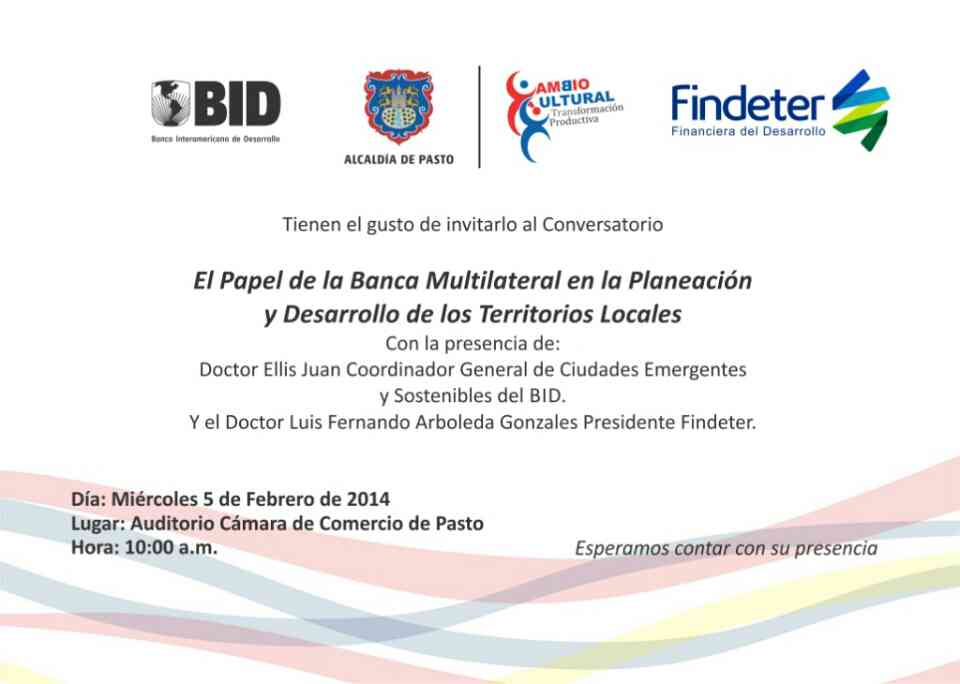 BID
Banco Interamericano de Desarrollo
ALCALDÍA DE PASTO
CAMBIO
CULTURAL
Transformación
Productiva
Findeter
Financiera del Desarrollo
Tienen el gusto de invitarlo al Conversatorio
El Papel de la Banca Multilateral en la Planeación
y Desarrollo de los Territorios Locales
Con la presencia de:
Doctor Ellis Juan Coordinador General de Ciudades Emergentes
y Sostenibles del BID.
Y el Doctor Luis Fernando Arboleda Gonzales Presidente Findeter.
Día: Miércoles 5 de Febrero de 2014
Lugar: Auditorio Cámara de Comercio de Pasto
Hora: 10:00 a.m.
Esperamos contar con su presencia